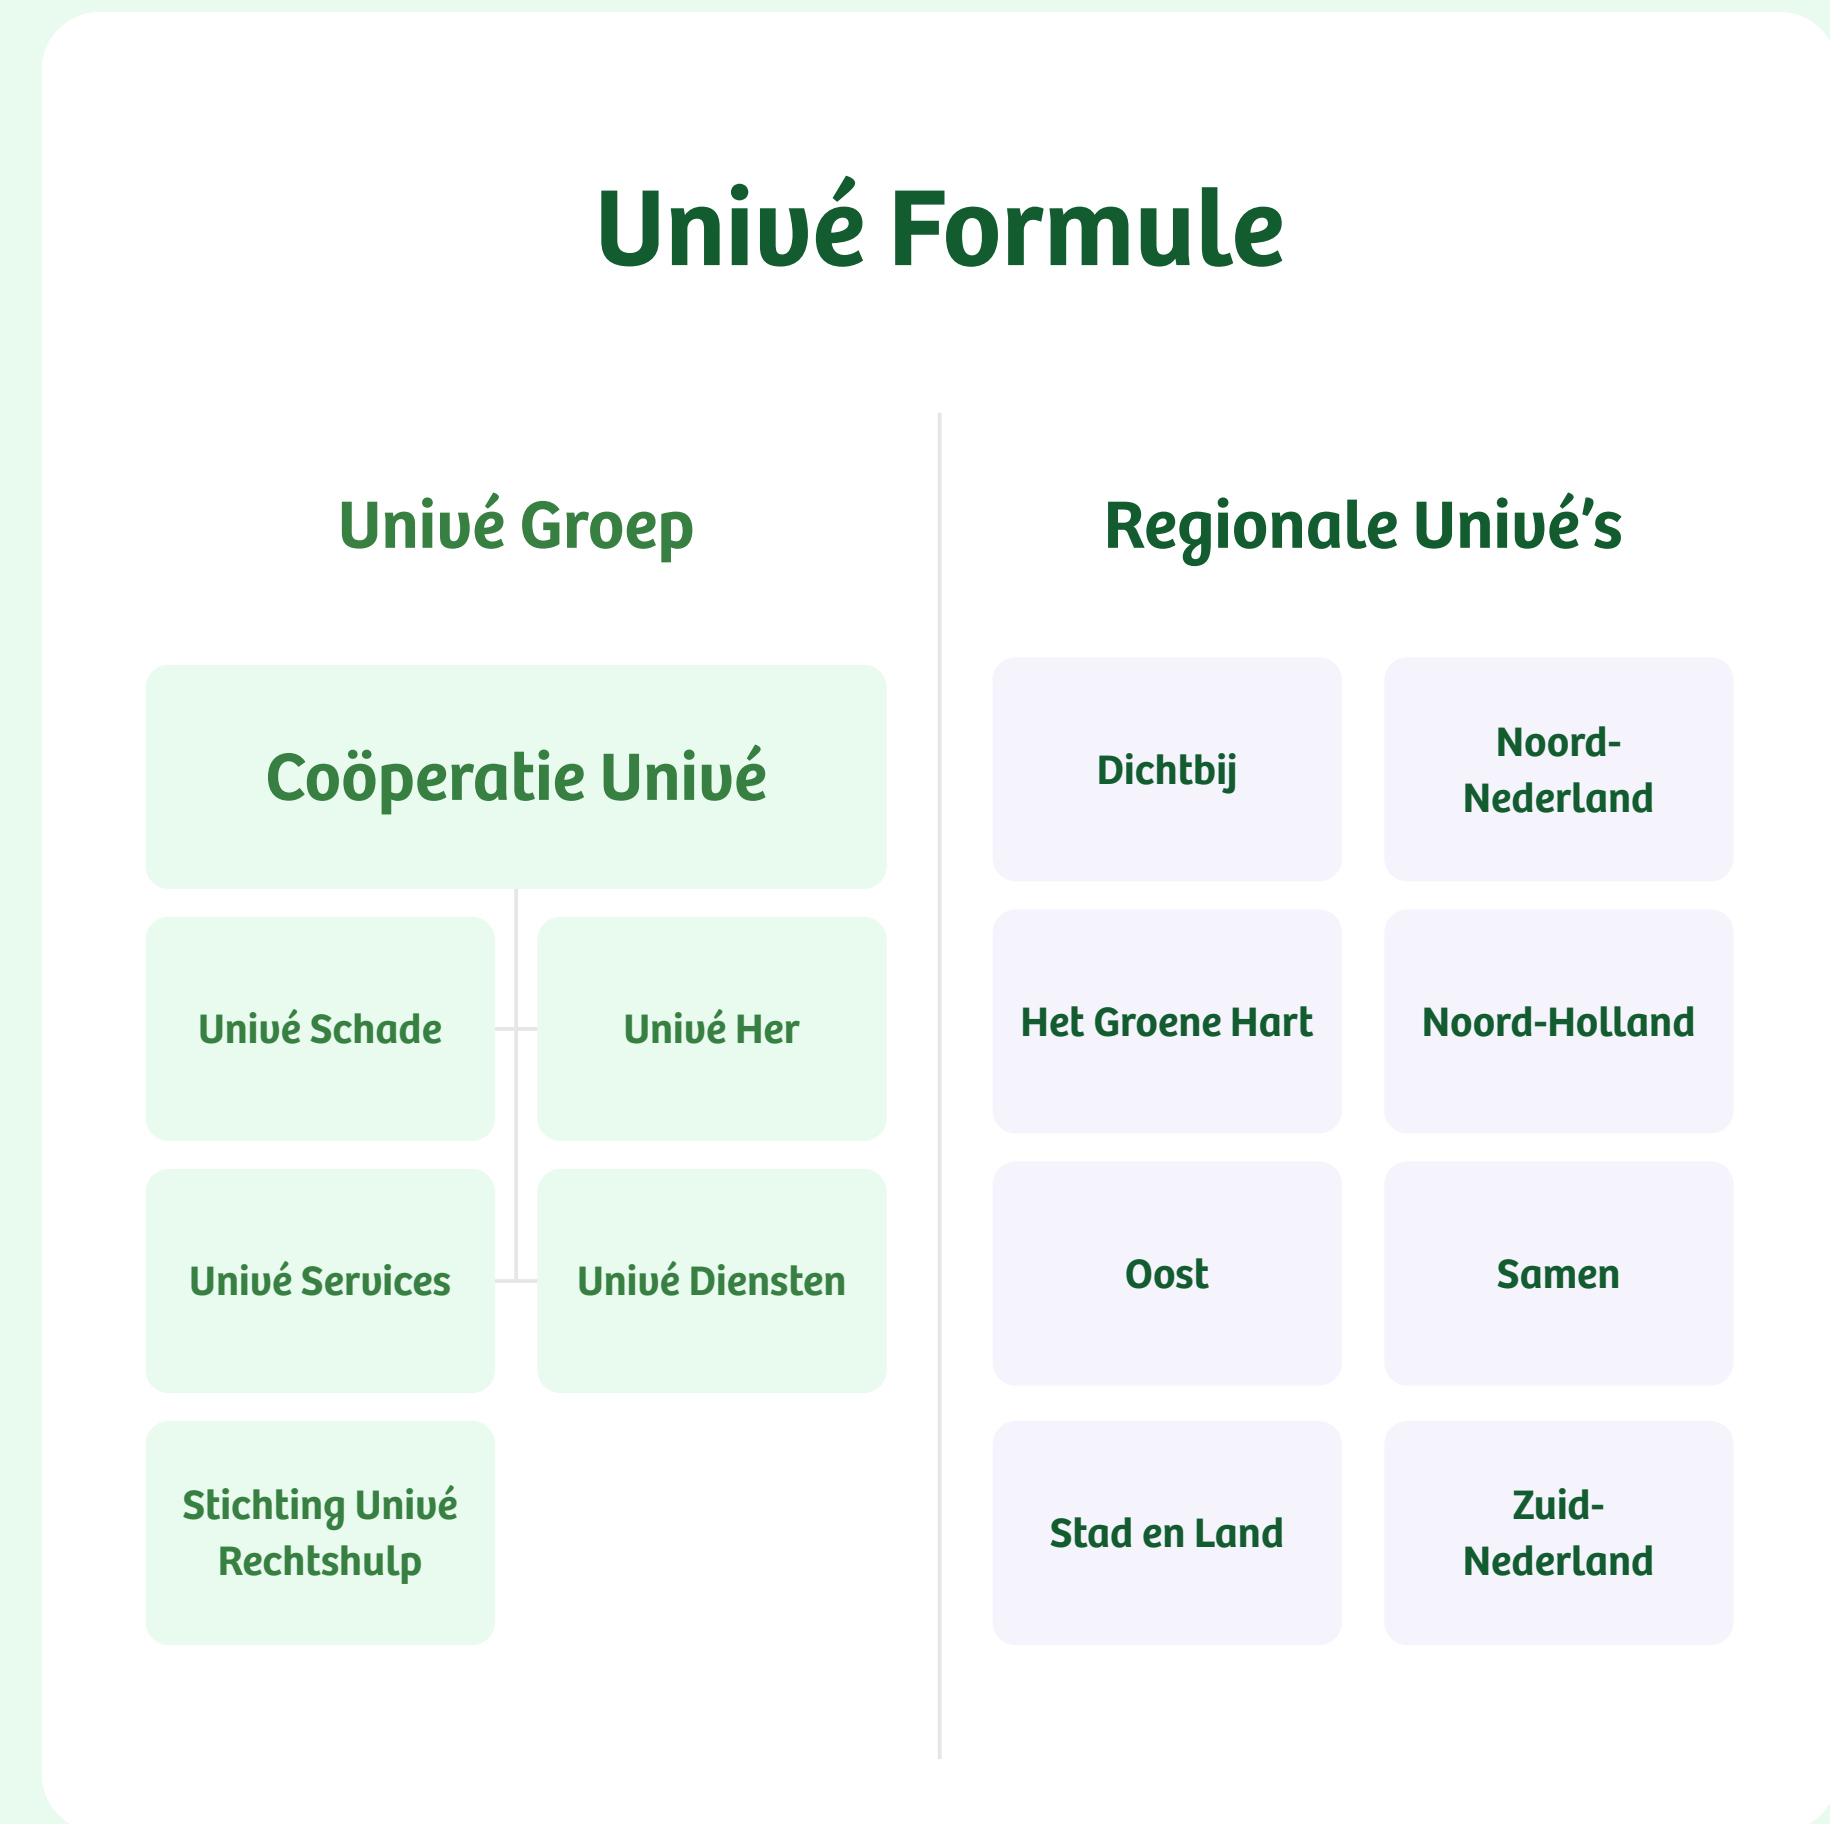 Univé Formule
Univé Groep
Coöperatie Univé
Univé Schade
Univé Her
Univé Services
Univé Diensten
Stichting Univé
Rechtshulp
Regionale Univé’s
Dichtbij
Noord-
Nederland
Het Groene Hart
Noord-Holland
Oost
Samen
Stad en Land
Zuid-
Nederland